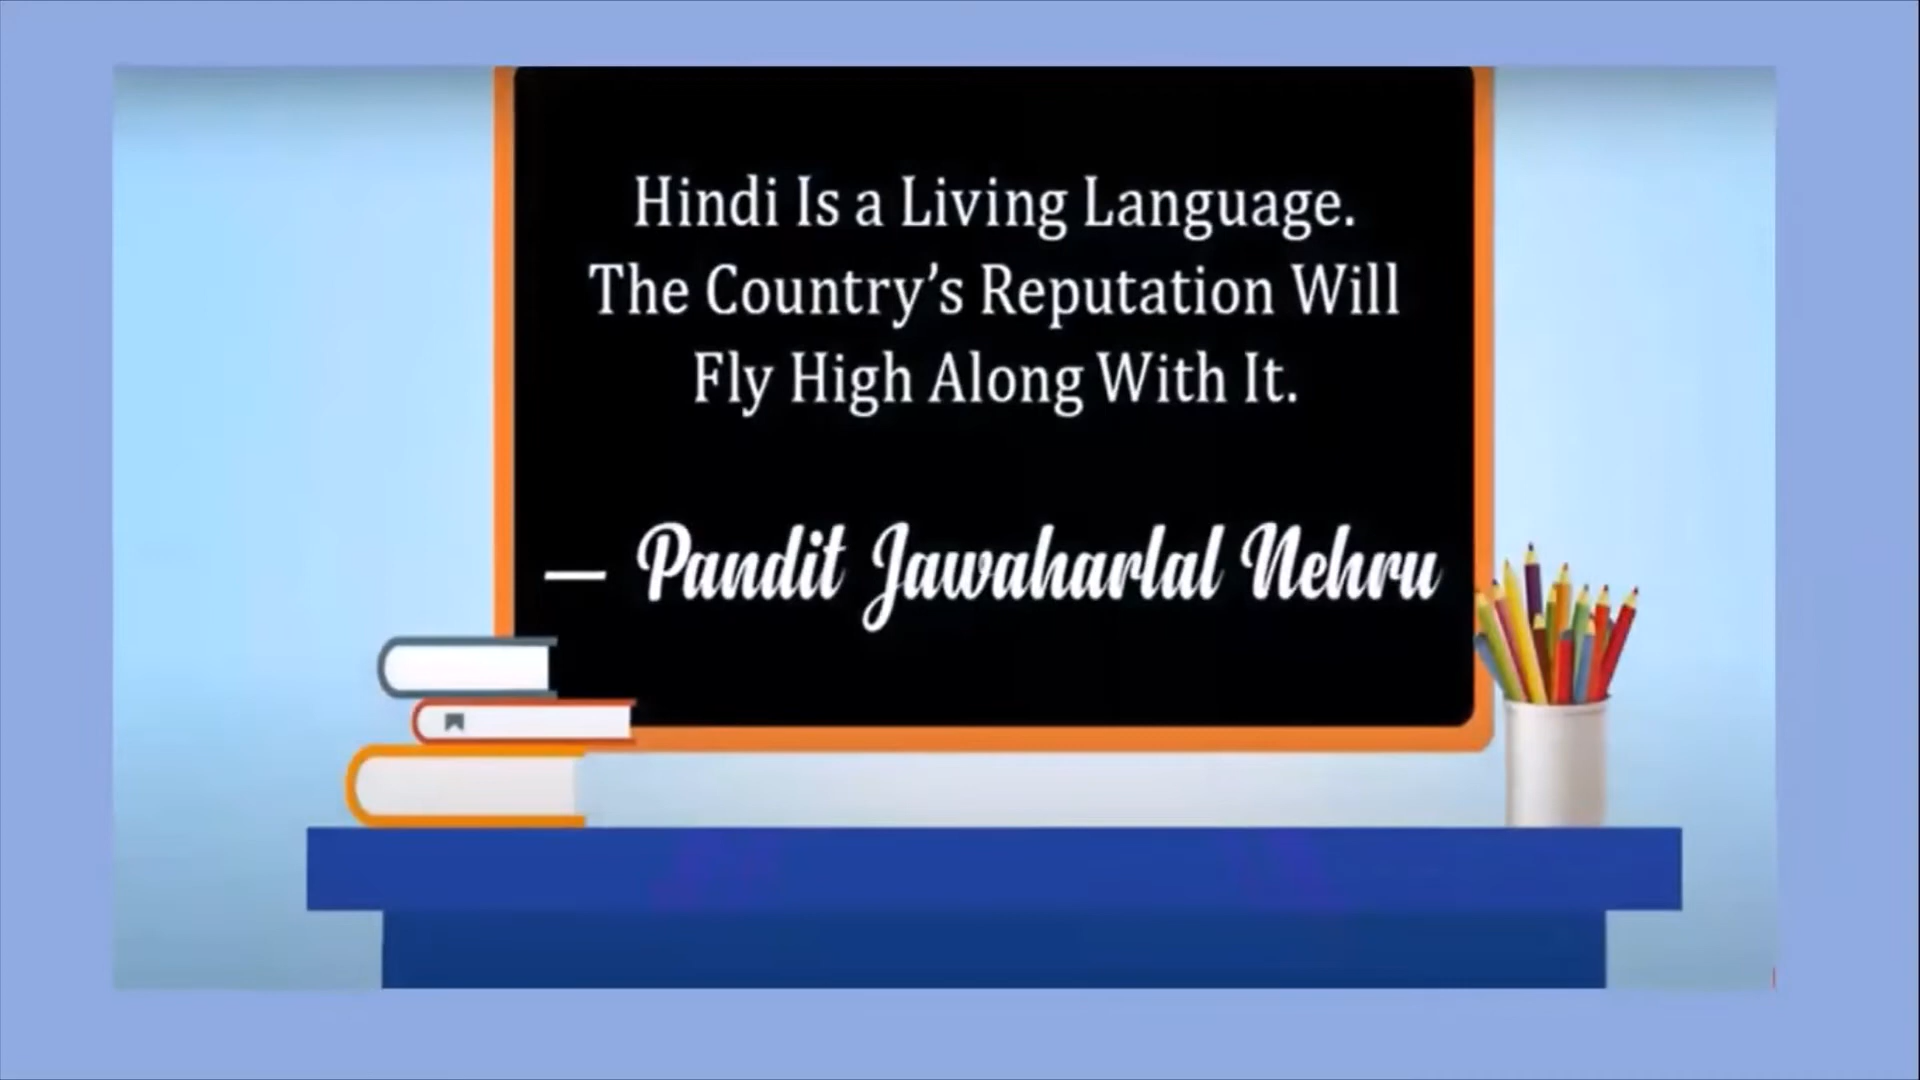 Hindi Is a Living Language.
The Country’s Reputation Will
Fly High Along With It.
— Pandit Jawaharlal Nehru